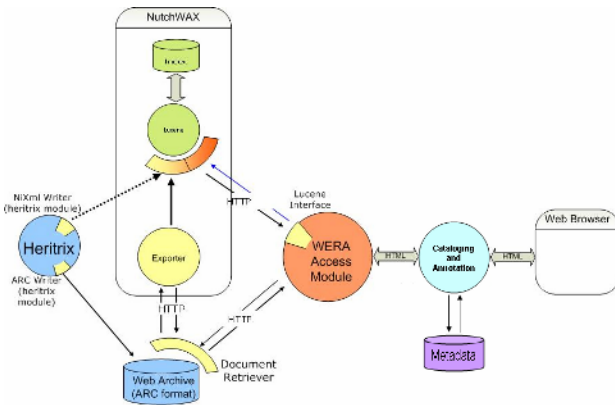 NutchWAX
Index
Lucene
NiXml Writer
(heritrix module)
Heritrix
ARC Writer
(heritrix module)
HTTP
Lucene
Interface
WERA
Access
Module
HTML
Cataloging
and
Annotation
HTML
Web Browser
Exporter
HTTP
HTTP
Document
Retriever
Web Archive
(ARC format)
Metadata